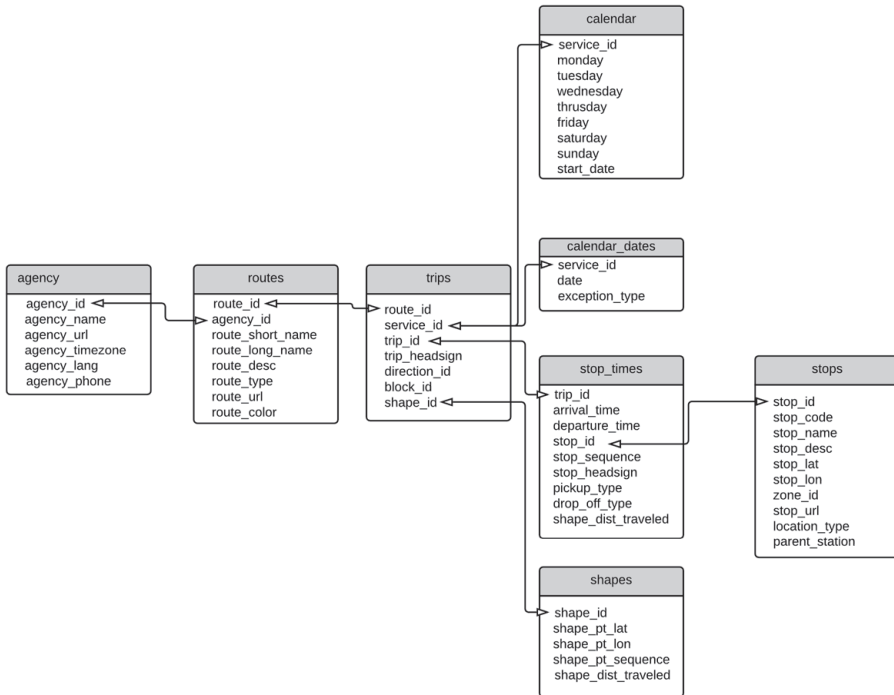 calendar
service_id
monday
tuesday
wednesday
thrusday
friday
saturday
sunday
start_date
calendar_dates
service_id
date
exception_type
agency
agency_id
agency_name
agency_url
agency_timezone
agency_lang
agency_phone
routes
route_id
agency_id
route_short_name
route_long_name
route_desc
route_type
route_url
route_color
trips
route_id
service_id
trip_id
trip_headsign
direction_id
block_id
shape_id
stop_times
trip_id
arrival_time
departure_time
stop_id
stop_sequence
stop_headsign
pickup_type
drop_off_type
shape_dist_traveled
stops
stop_id
stop_code
stop_name
stop_desc
stop_lat
stop_lon
zone_id
stop_url
location_type
parent_station
shapes
shape_id
shape_pt_lat
shape_pt_lon
shape_pt_sequence
shape_dist_traveled